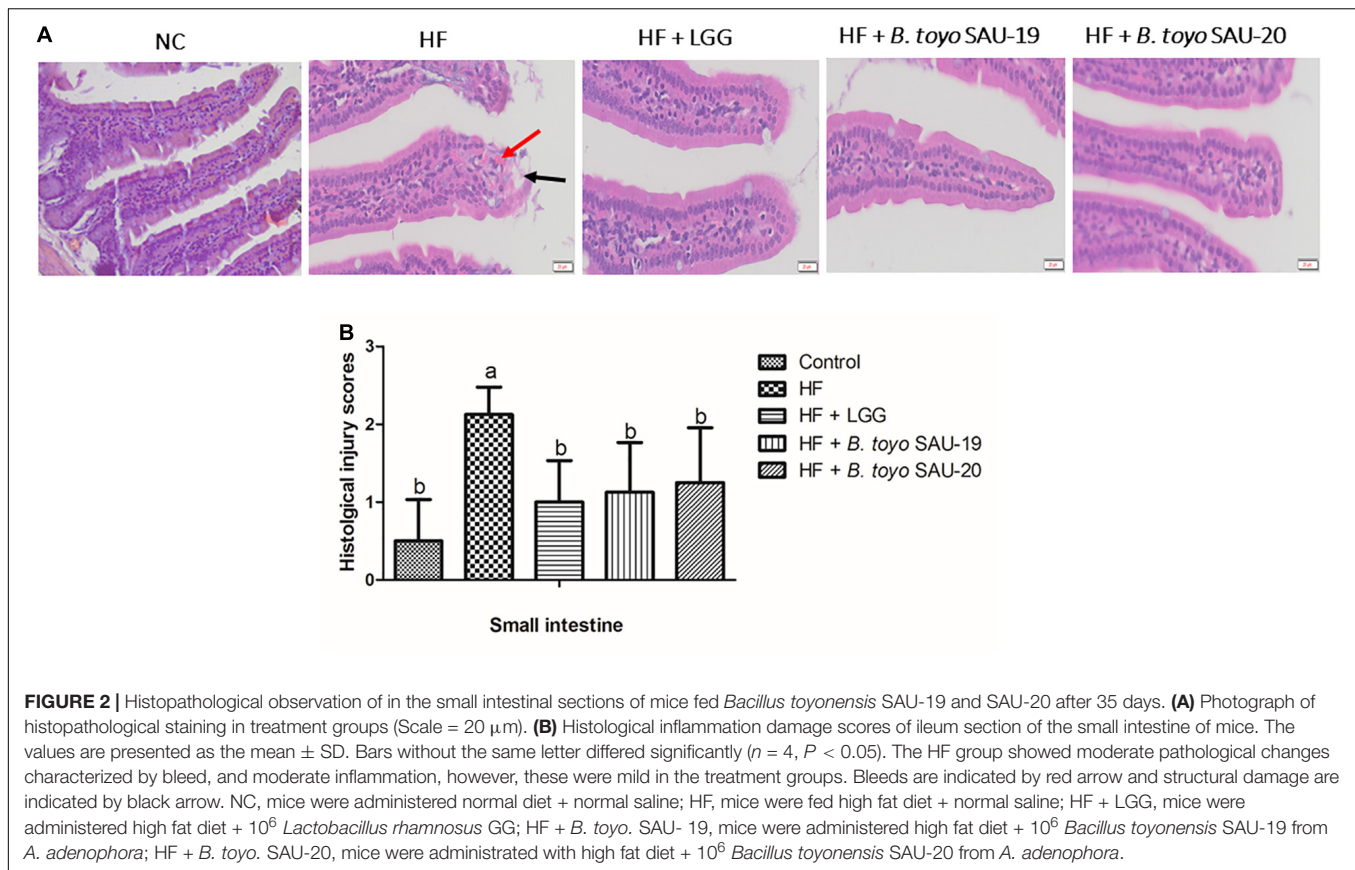 A
NC
HF
HF + LGG
HF + B. toyo SAU-19
HF + B. toyo SAU-20
B
3
2
1
0
Histolgical injury scores
b
a
b
b
b
Small intestine
Control
HF
HF + LGG
HF + B. toyo SAU-19
HF + B. toyo SAU-20
FIGURE 2 | Histopathological observation of in the small intestinal sections of mice fed Bacillus toyonensis SAU-19 and SAU-20 after 35 days. (A) Photograph of
histopathological staining in treatment groups (Scale = 20 μm). (B) Histological inflammation damage scores of ileum section of the small intestine of mice. The
values are presented as the mean ± SD. Bars without the same letter differed significantly (n = 4, P < 0.05). The HF group showed moderate pathological changes
characterized by bleed, and moderate inflammation, however, these were mild in the treatment groups. Bleeds are indicated by red arrow and structural damage are
indicated by black arrow. NC, mice were administered normal diet + normal saline; HF, mice were fed high fat diet + normal saline; HF + LGG, mice were
administered high fat diet + 10⁶ Lactobacillus rhamnosus GG; HF + B. toyo. SAU- 19, mice were administered high fat diet + 10⁶ Bacillus toyonensis SAU-19 from
A. adenophora; HF + B. toyo. SAU-20, mice were administrated with high fat diet + 10⁶ Bacillus toyonensis SAU-20 from A. adenophora.